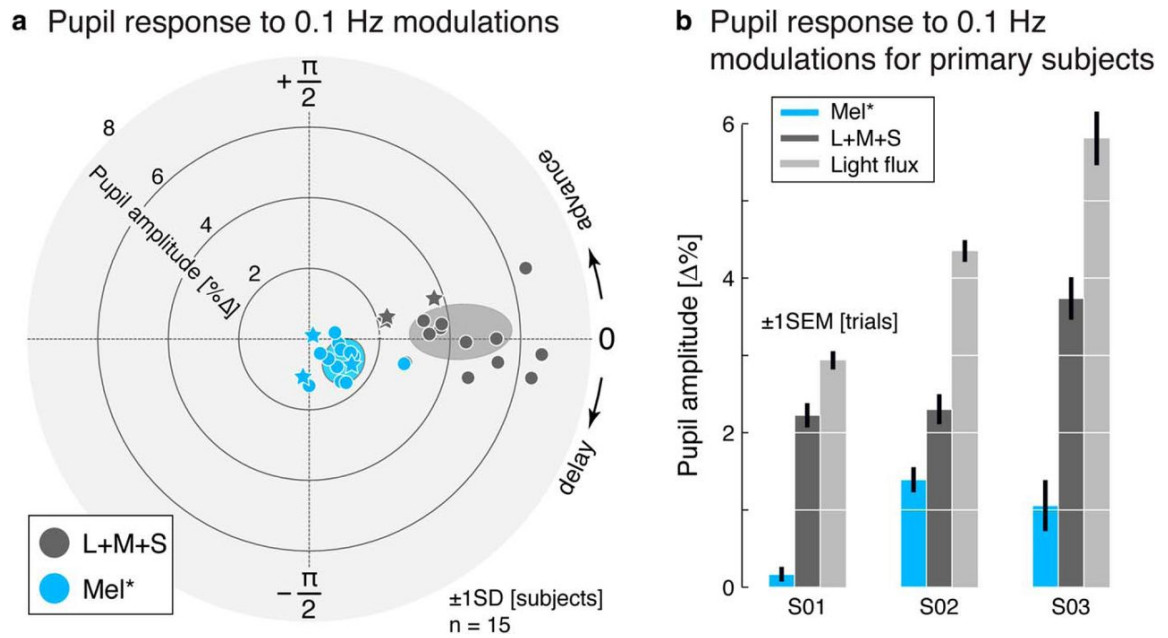 a Pupil response to 0.1 Hz modulations
+ π/2
8
6
4
2
Pupil amplitude [%Δ]
advance
0
delay
− π/2
L+M+S
Mel*
±1SD [subjects]
n = 15
b Pupil response to 0.1 Hz
modulations for primary subjects
Mel*
L+M+S
Light flux
6
4
2
0
Pupil amplitude [Δ%]
±1SEM [trials]
S01 S02 S03